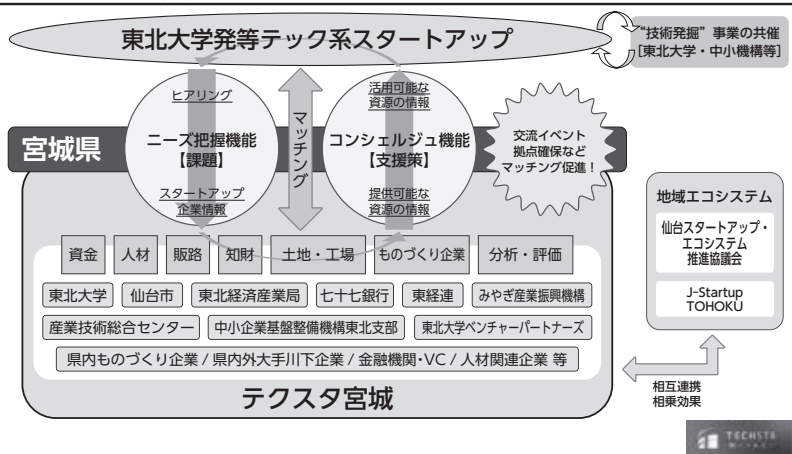 東北大学発等テック系スタートアップ
“技術発掘”事業の共催
[東北大学・中小機構等]
ヒアリング
ニーズ把握機能
【課題】
スタートアップ
企業情報
マッチング
活用可能な
資源の情報
コンシェルジュ機能
【支援策】
提供可能な
資源の情報
交流イベント
拠点確保など
マッチング促進！
宮城県
資金
人材
販路
知財
土地・工場
ものづくり企業
分析・評価
東北大学
仙台市
東北経済産業局
七十七銀行
東経連
みやぎ産業振興機構
産業技術総合センター
中小企業基盤整備機構東北支部
東北大学ベンチャーパートナーズ
県内ものづくり企業 / 県内外大手川下企業 / 金融機関・VC / 人材関連企業 等
テクスタ宮城
地域エコシステム
仙台スタートアップ・
エコシステム
推進協議会
J-Startup
TOHOKU
相互連携
相乗効果
TECHSTA